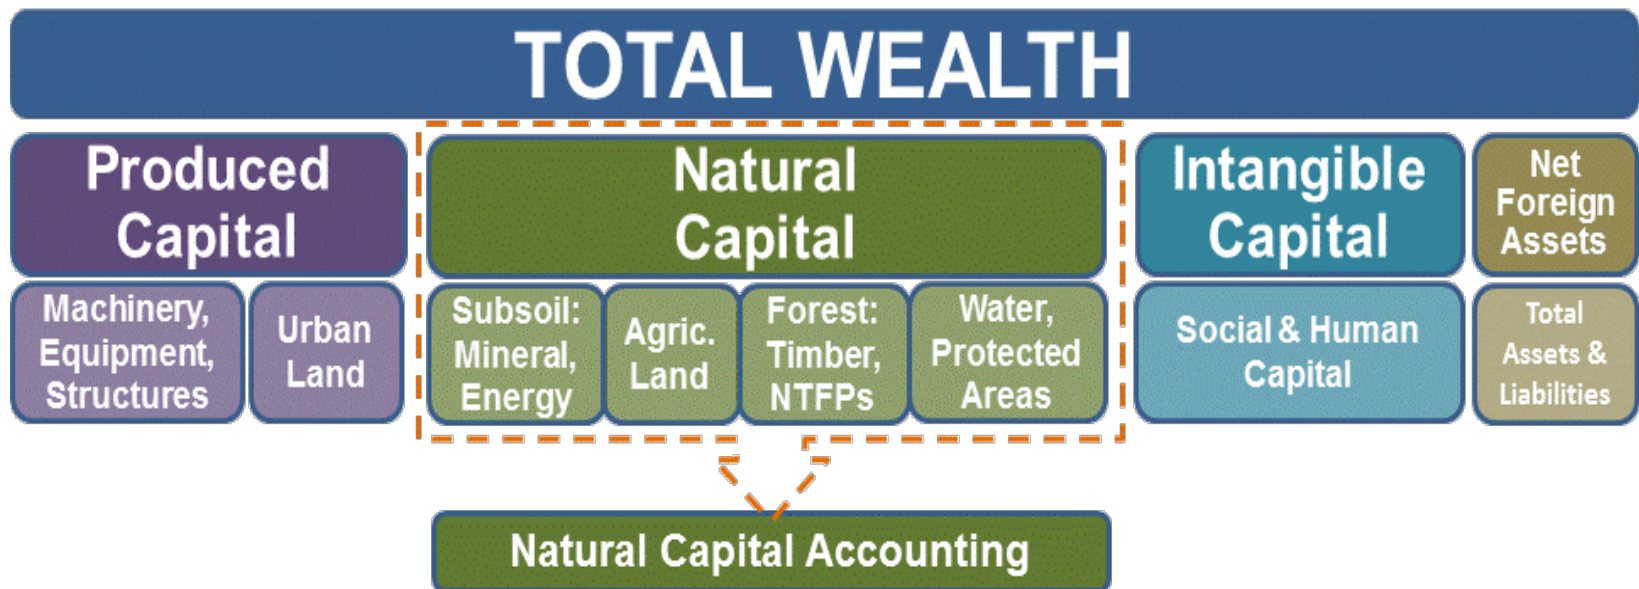 TOTAL WEALTH
Produced
Capital
Machinery,
Equipment,
Structures
Urban
Land
Natural
Capital
Subsoil:
Mineral,
Energy
Agric.
Land
Forest:
Timber,
NTFPs
Water,
Protected
Areas
Intangible
Capital
Social & Human
Capital
Net
Foreign
Assets
Total
Assets &
Liabilities
Natural Capital Accounting